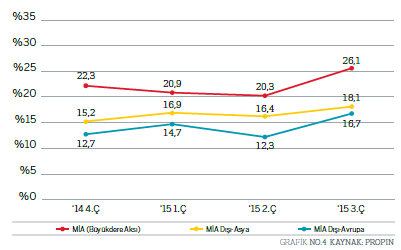 %35
%30
%25
%20
%15
%10
%5
%0
22,3
20,9
20,3
26,1
15,2
16,9
16,4
18,1
12,7
14,7
12,3
16,7
'14 4.Ç
'15 1.Ç
'15 2.Ç
'15 3.Ç
MİA (Büyükdere Aksı)
MİA Dışı-Asya
MİA Dışı-Avrupa
GRAFİK NO.4 KAYNAK: PROPIN